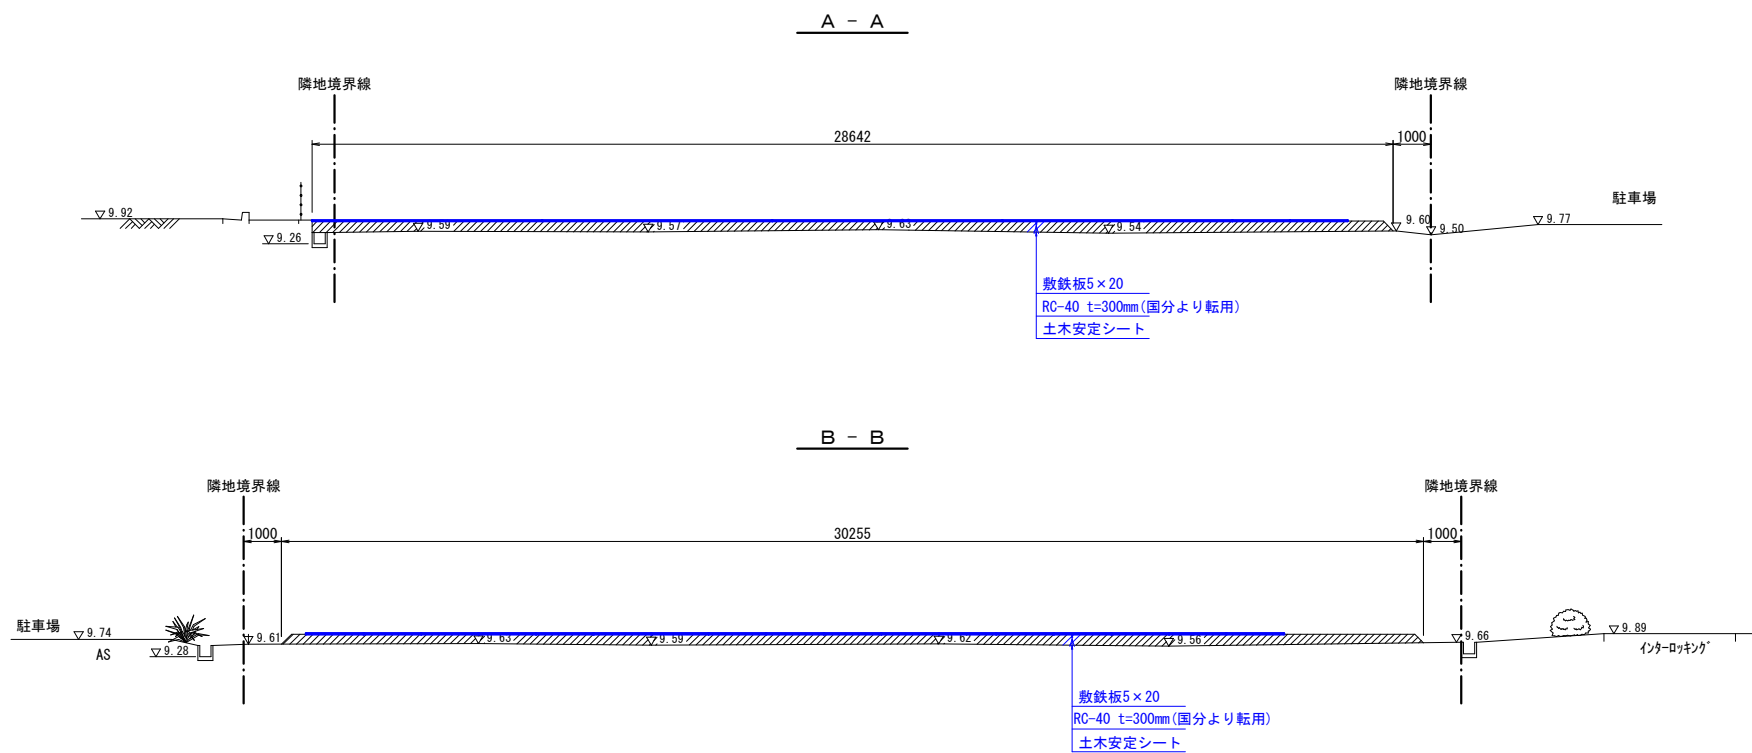 A - A
隣地境界線
隣地境界線
28642
1000
駐車場
9.92
9.26
9.59
9.57
9.63
9.54
9.60
9.50
9.77
敷鉄板5×20
RC-40 t=300mm(国分より転用)
土木安定シート
B - B
隣地境界線
隣地境界線
1000
30255
1000
駐車場
9.74
AS
9.28
9.61
9.63
9.59
9.62
9.56
9.66
9.89
インターロッキング
敷鉄板5×20
RC-40 t=300mm(国分より転用)
土木安定シート